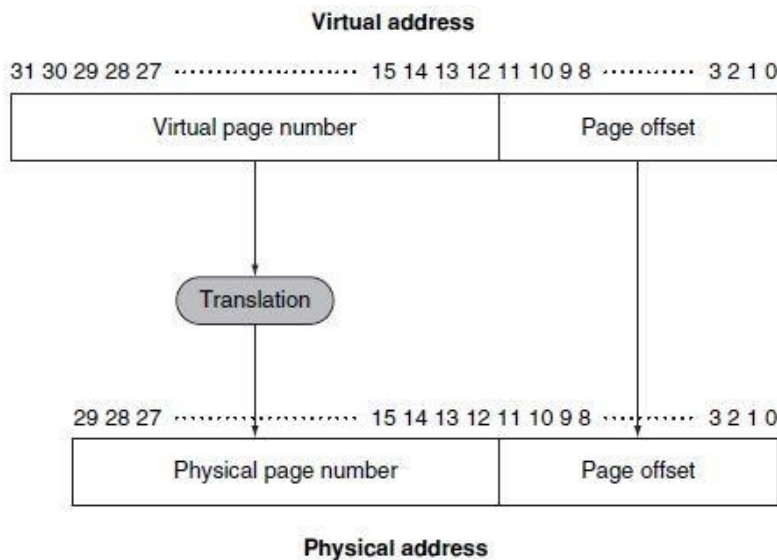 Virtual address
31 30 29 28 27 ..................... 15 14 13 12 11 10 9 8 .......... 3 2 1 0
Virtual page number Page offset
Translation
29 28 27 ..................... 15 14 13 12 11 10 9 8 .......... 3 2 1 0
Physical page number Page offset
Physical address